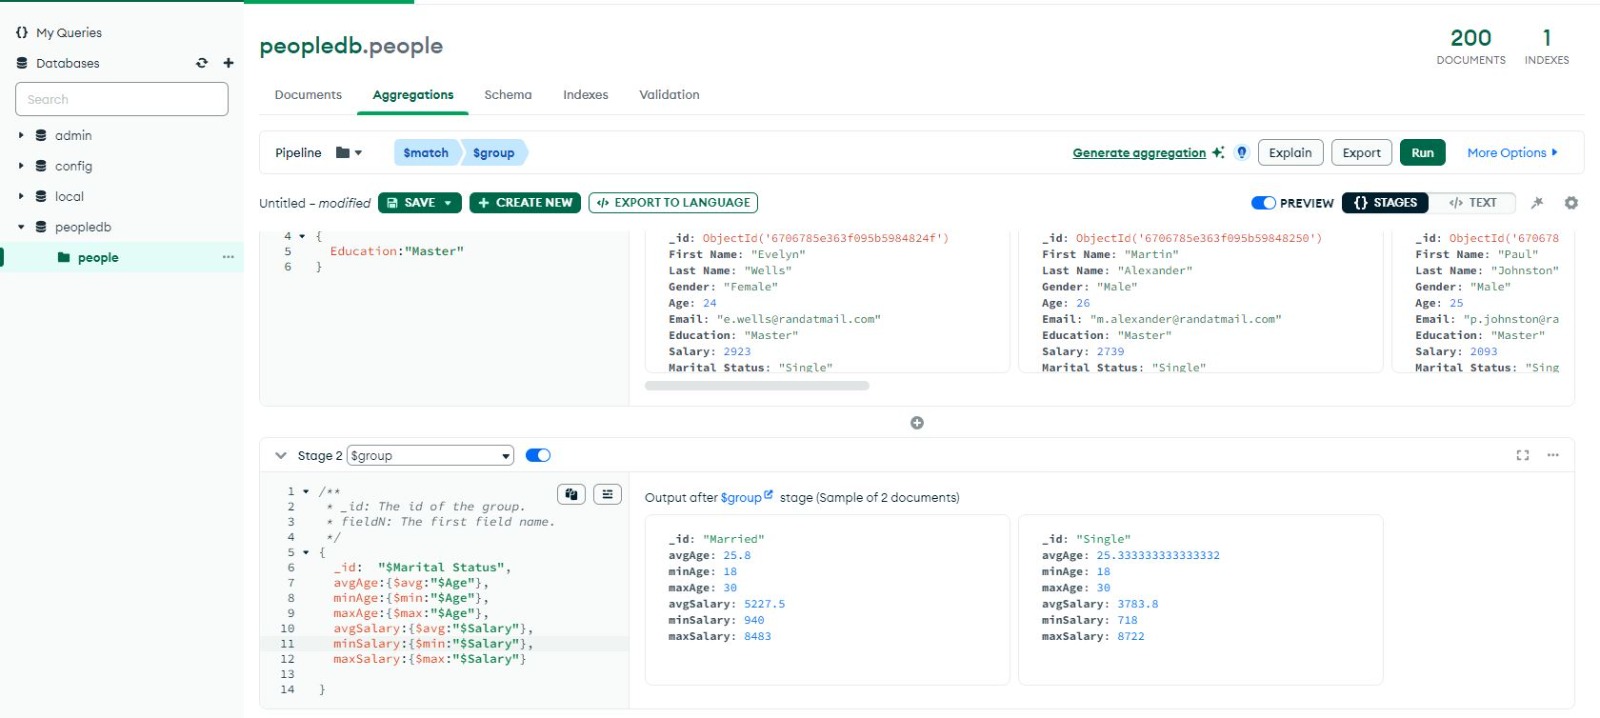 My Queries
Databases
Search
admin
config
local
peopledb
people
peopledb.people
200
DOCUMENTS
1
INDEXES
Documents
Aggregations
Schema
Indexes
Validation
Pipeline
$match
$group
Generate aggregation
Explain
Export
Run
More Options
Untitled – modified
SAVE
+ CREATE NEW
</> EXPORT TO LANGUAGE
PREVIEW
{} STAGES
</> TEXT
4 {
5 Education:"Master"
6 }
_id: ObjectId('6706785e363f095b5984824f')
First Name: "Evelyn"
Last Name: "Wells"
Gender: "Female"
Age: 24
Email: "e.wells@randatmail.com"
Education: "Master"
Salary: 2923
Marital Status: "Single"
_id: ObjectId('6706785e363f095b59848250')
First Name: "Martin"
Last Name: "Alexander"
Gender: "Male"
Age: 26
Email: "m.alexander@randatmail.com"
Education: "Master"
Salary: 2739
Marital Status: "Single"
_id: ObjectId('670678
First Name: "Paul"
Last Name: "Johnston"
Gender: "Male"
Age: 25
Email: "p.johnston@ra
Education: "Master"
Salary: 2093
Marital Status: "Sing
Stage 2 $group
1 /**
2 * _id: The id of the group.
3 * fieldN: The first field name.
4 */
5 {
6 _id: "$Marital Status",
7 avgAge:{$avg:"$Age"},
8 minAge:{$min:"$Age"},
9 maxAge:{$max:"$Age"},
10 avgSalary:{$avg:"$Salary"},
11 minSalary:{$min:"$Salary"},
12 maxSalary:{$max:"$Salary"}
13
14 }
Output after $group stage (Sample of 2 documents)
_id: "Married"
avgAge: 25.8
minAge: 18
maxAge: 30
avgSalary: 5227.5
minSalary: 940
maxSalary: 8483
_id: "Single"
avgAge: 25.333333333333332
minAge: 18
maxAge: 30
avgSalary: 3783.8
minSalary: 718
maxSalary: 8722